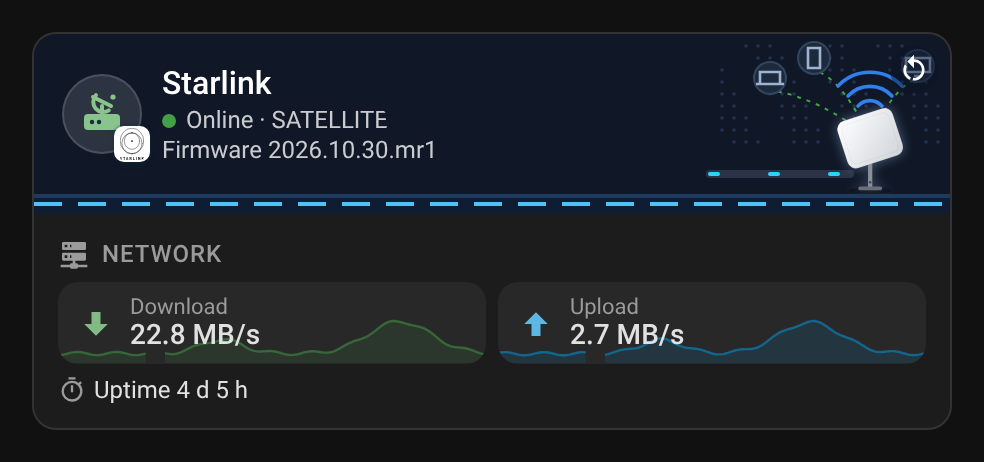 Starlink
Online · SATELLITE
Firmware 2026.10.30.mr1
STARLINK
NETWORK
Download
22.8 MB/s
Upload
2.7 MB/s
Uptime 4 d 5 h